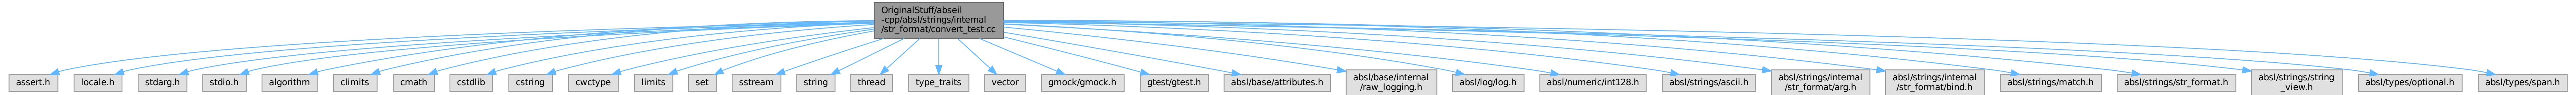 OriginalStuff/abseil
-cpp/absl/strings/internal
/str_format/convert_test.cc
assert.h
locale.h
stdarg.h
stdio.h
algorithm
climits
cmath
cstdlib
cstring
cwctype
limits
set
sstream
string
thread
type_traits
vector
gmock/gmock.h
gtest/gtest.h
absl/base/attributes.h
absl/base/internal
/raw_logging.h
absl/log/log.h
absl/numeric/int128.h
absl/strings/ascii.h
absl/strings/internal
/str_format/arg.h
absl/strings/internal
/str_format/bind.h
absl/strings/match.h
absl/strings/str_format.h
absl/strings/string
_view.h
absl/types/optional.h
absl/types/span.h